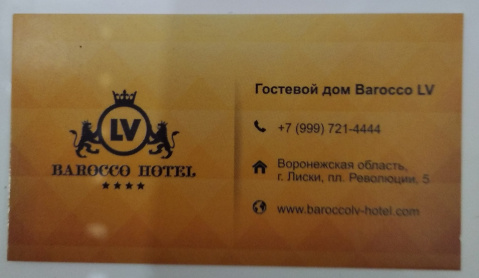 LV
BAROCCO HOTEL
Гостевой дом Barocco LV
+7 (999) 721-4444
Воронежская область,
г. Лиски, пл. Революции, 5
www.baroccolv-hotel.com